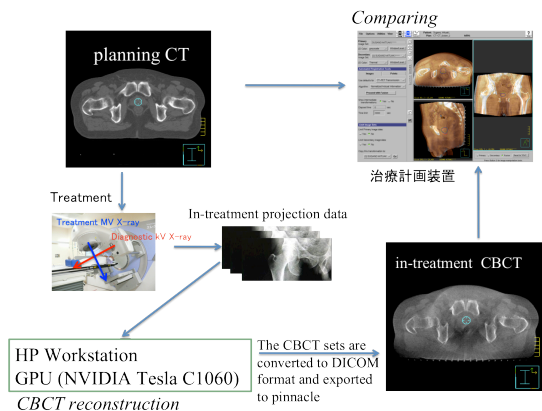 Comparing
planning CT
治療計画装置
Treatment
Treatment MV X-ray
Diagnostic kV X-ray
In-treatment projection data
in-treatment CBCT
HP Workstation
GPU (NVIDIA Tesla C1060)
CBCT reconstruction
The CBCT sets are
converted to DICOM
format and exported
to pinnacle